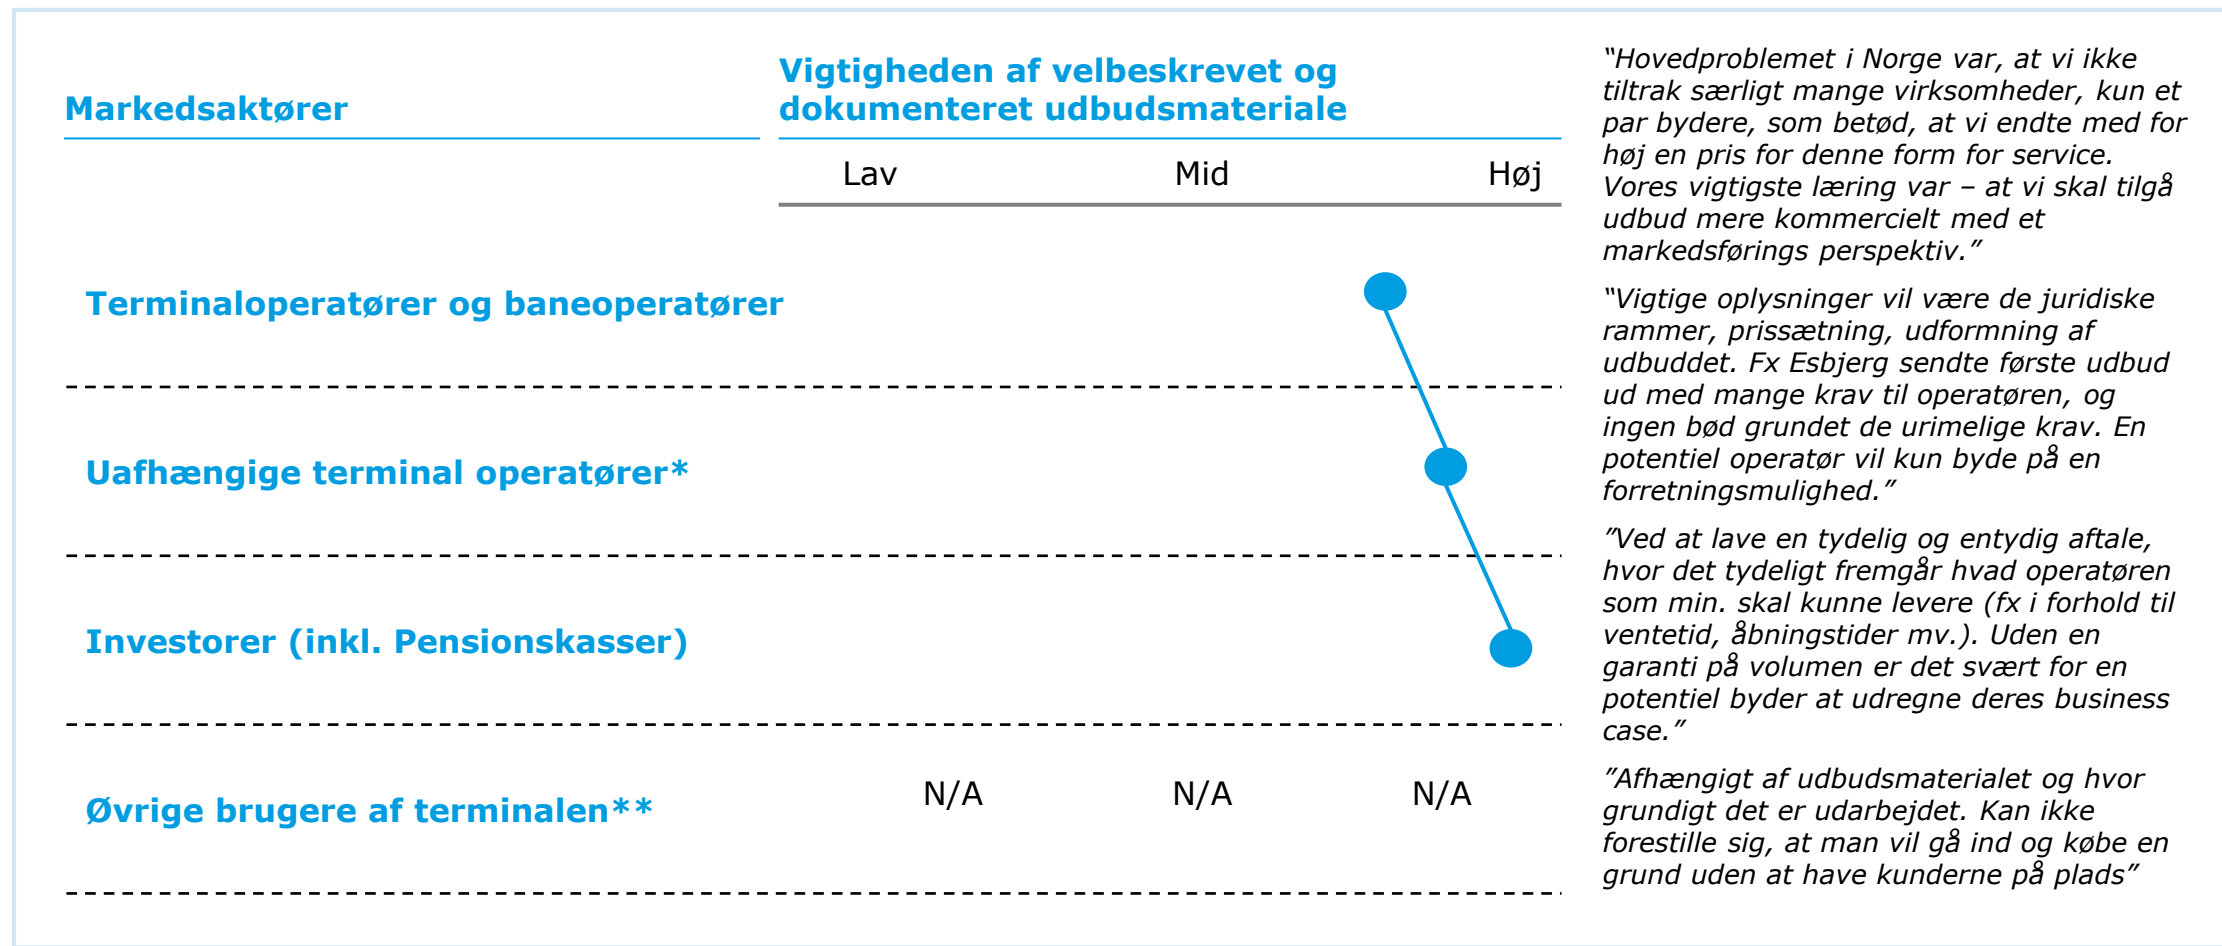 Markedsaktører
Vigtigheden af velbeskrevet og
dokumenteret udbudsmateriale
Lav Mid Høj
Terminaloperatører og baneoperatører
Uafhængige terminal operatører*
Investorer (inkl. Pensionskasser)
Øvrige brugere af terminalen** N/A N/A N/A
“Hovedproblemet i Norge var, at vi ikke
tiltrak særligt mange virksomheder, kun et
par bydere, som betød, at vi endte med for
høj en pris for denne form for service.
Vores vigtigste læring var – at vi skal tilgå
udbud mere kommercielt med et
markedsførings perspektiv.”
“Vigtige oplysninger vil være de juridiske
rammer, prissætning, udformning af
udbuddet. Fx Esbjerg sendte første udbud
ud med mange krav til operatøren, og
ingen bød grundet de urimelige krav. En
potentiel operatør vil kun byde på en
forretningsmulighed.”
”Ved at lave en tydelig og entydig aftale,
hvor det tydeligt fremgår hvad operatøren
som min. skal kunne levere (fx i forhold til
ventetid, åbningstider mv.). Uden en
garanti på volumen er det svært for en
potentiel byder at udregne deres business
case.”
”Afhængigt af udbudsmaterialet og hvor
grundigt det er udarbejdet. Kan ikke
forestille sig, at man vil gå ind og købe en
grund uden at have kunderne på plads”